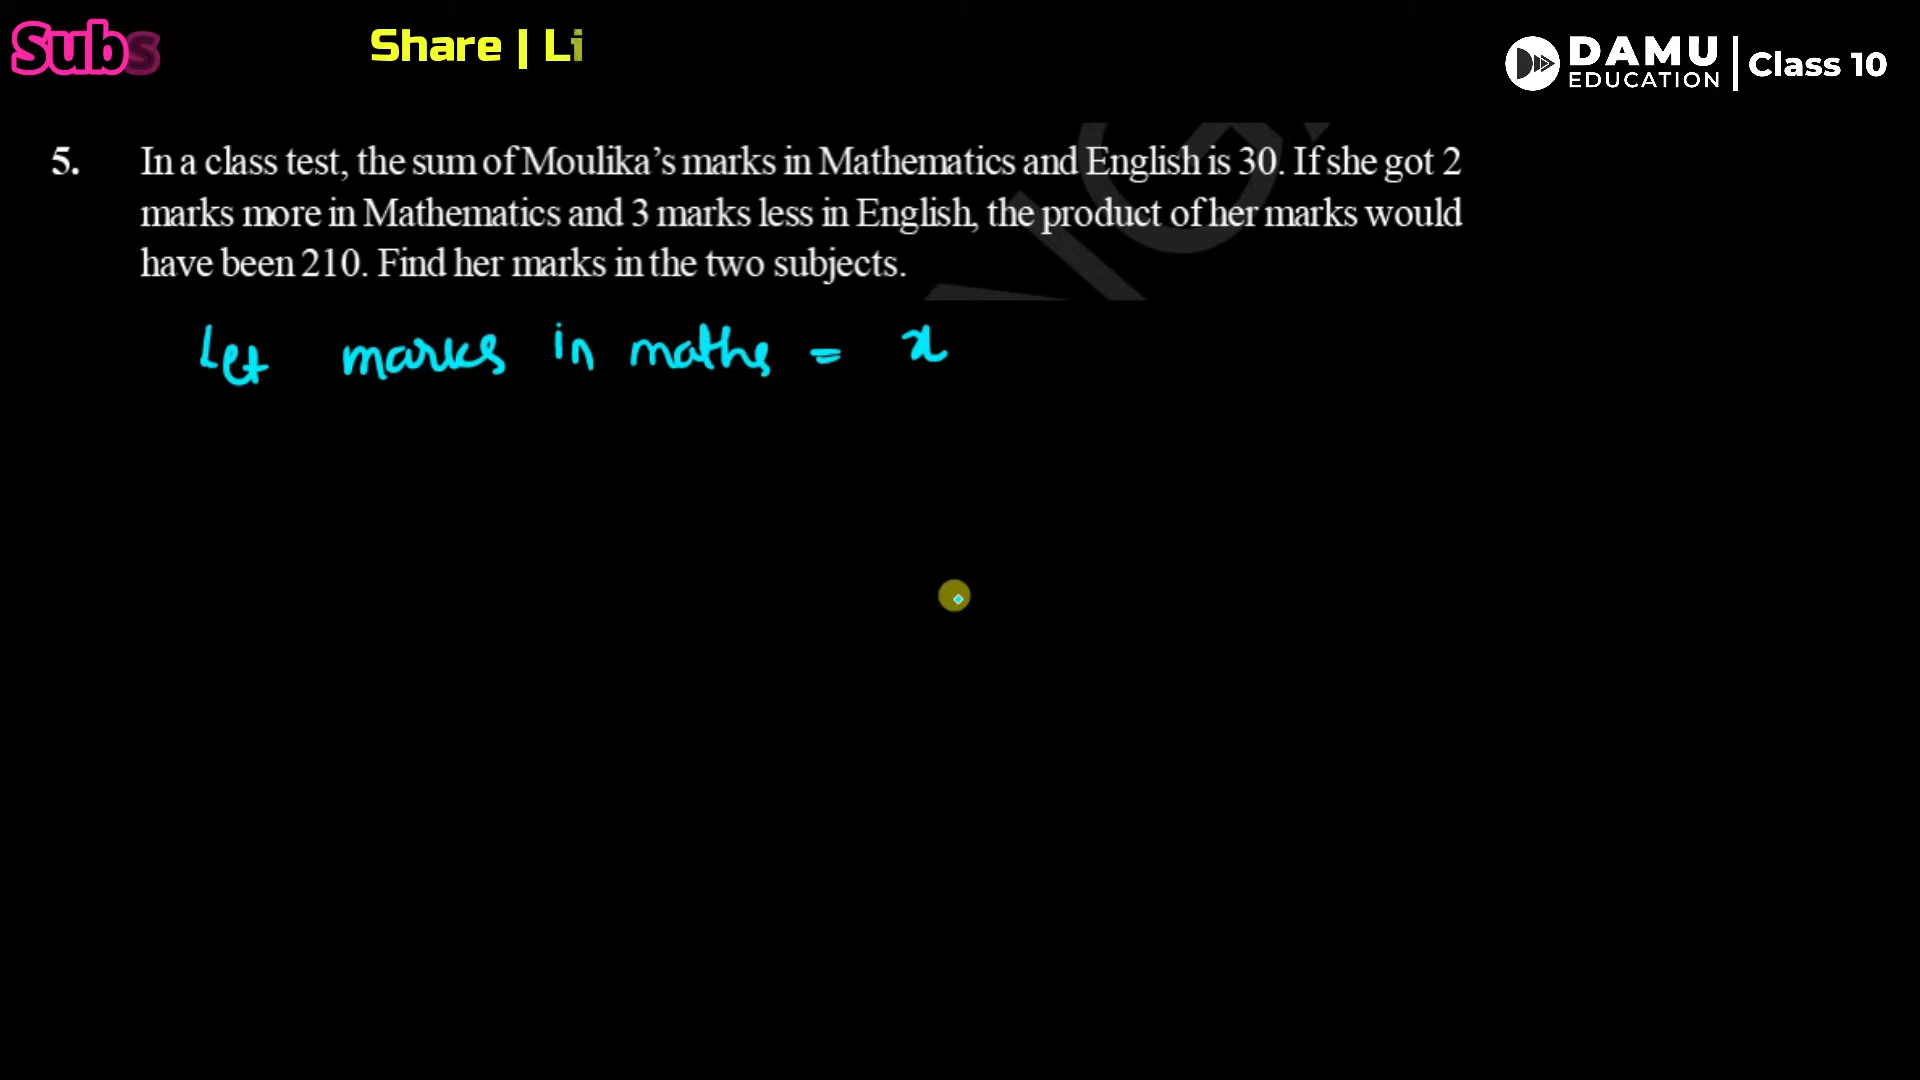 Subs Share | Li DAMU EDUCATION | Class 10
5. In a class test, the sum of Moulika’s marks in Mathematics and English is 30. If she got 2
marks more in Mathematics and 3 marks less in English, the product of her marks would
have been 210. Find her marks in the two subjects.
Let marks in maths = x